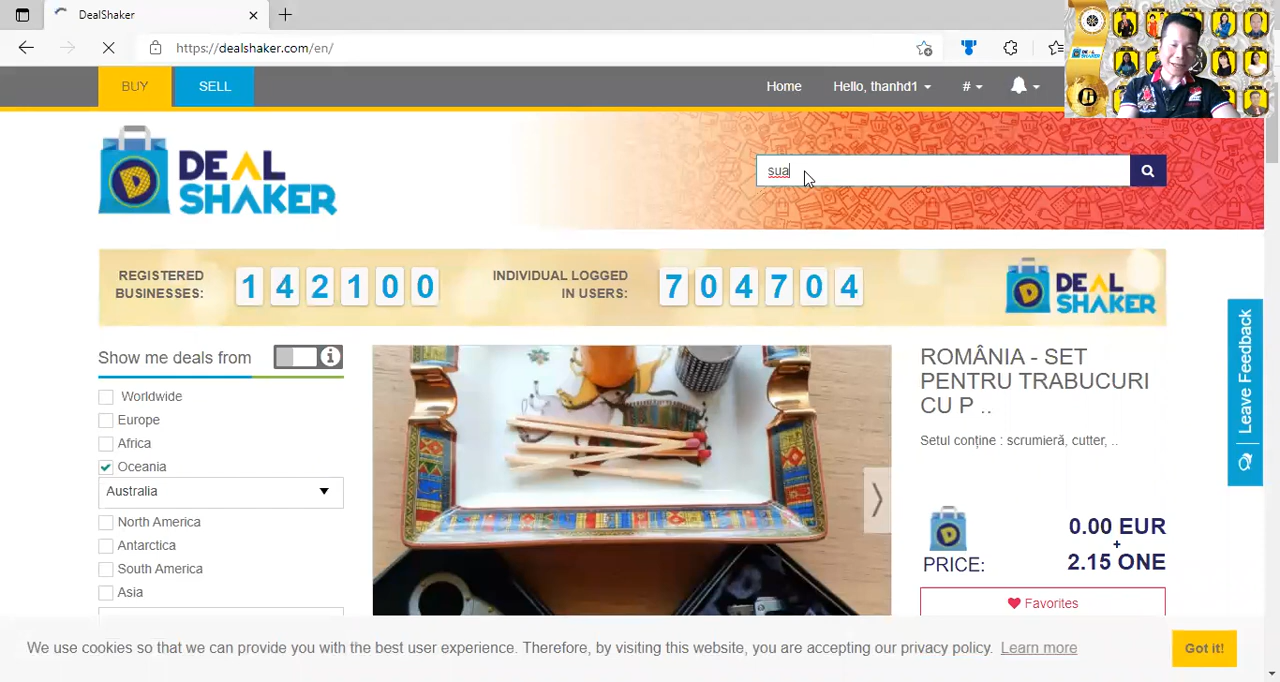 DealShaker
https://dealshaker.com/en/
BUY
SELL
Home
Hello, thanhd1
#
DEAL
SHAKER
sua
REGISTERED
BUSINESSES:
142100
INDIVIDUAL LOGGED
IN USERS:
704704
DEAL
SHAKER
Show me deals from
Worldwide
Europe
Africa
Oceania
Australia
North America
Antarctica
South America
Asia
ROMÂNIA - SET
PENTRU TRABUCURI
CU P ..
Setul conține : scrumieră, cutter, ..
0.00 EUR
+
PRICE:
2.15 ONE
Favorites
Leave Feedback
We use cookies so that we can provide you with the best user experience. Therefore, by visiting this website, you are accepting our privacy policy. Learn more
Got it!